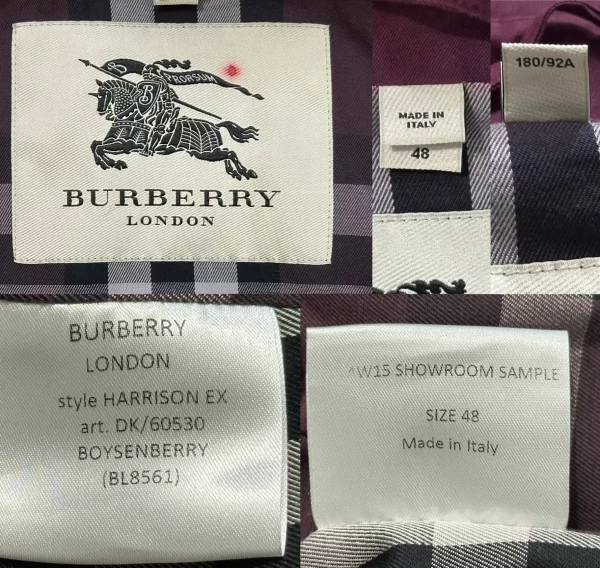 B
PRORSUM
B
BURBERRY
LONDON
MADE IN
ITALY
48
180/92A
BURBERRY
LONDON
style HARRISON EX
art. DK/60530
BOYSENBERRY
(BL8561)
W15 SHOWROOM SAMPLE
SIZE 48
Made in Italy